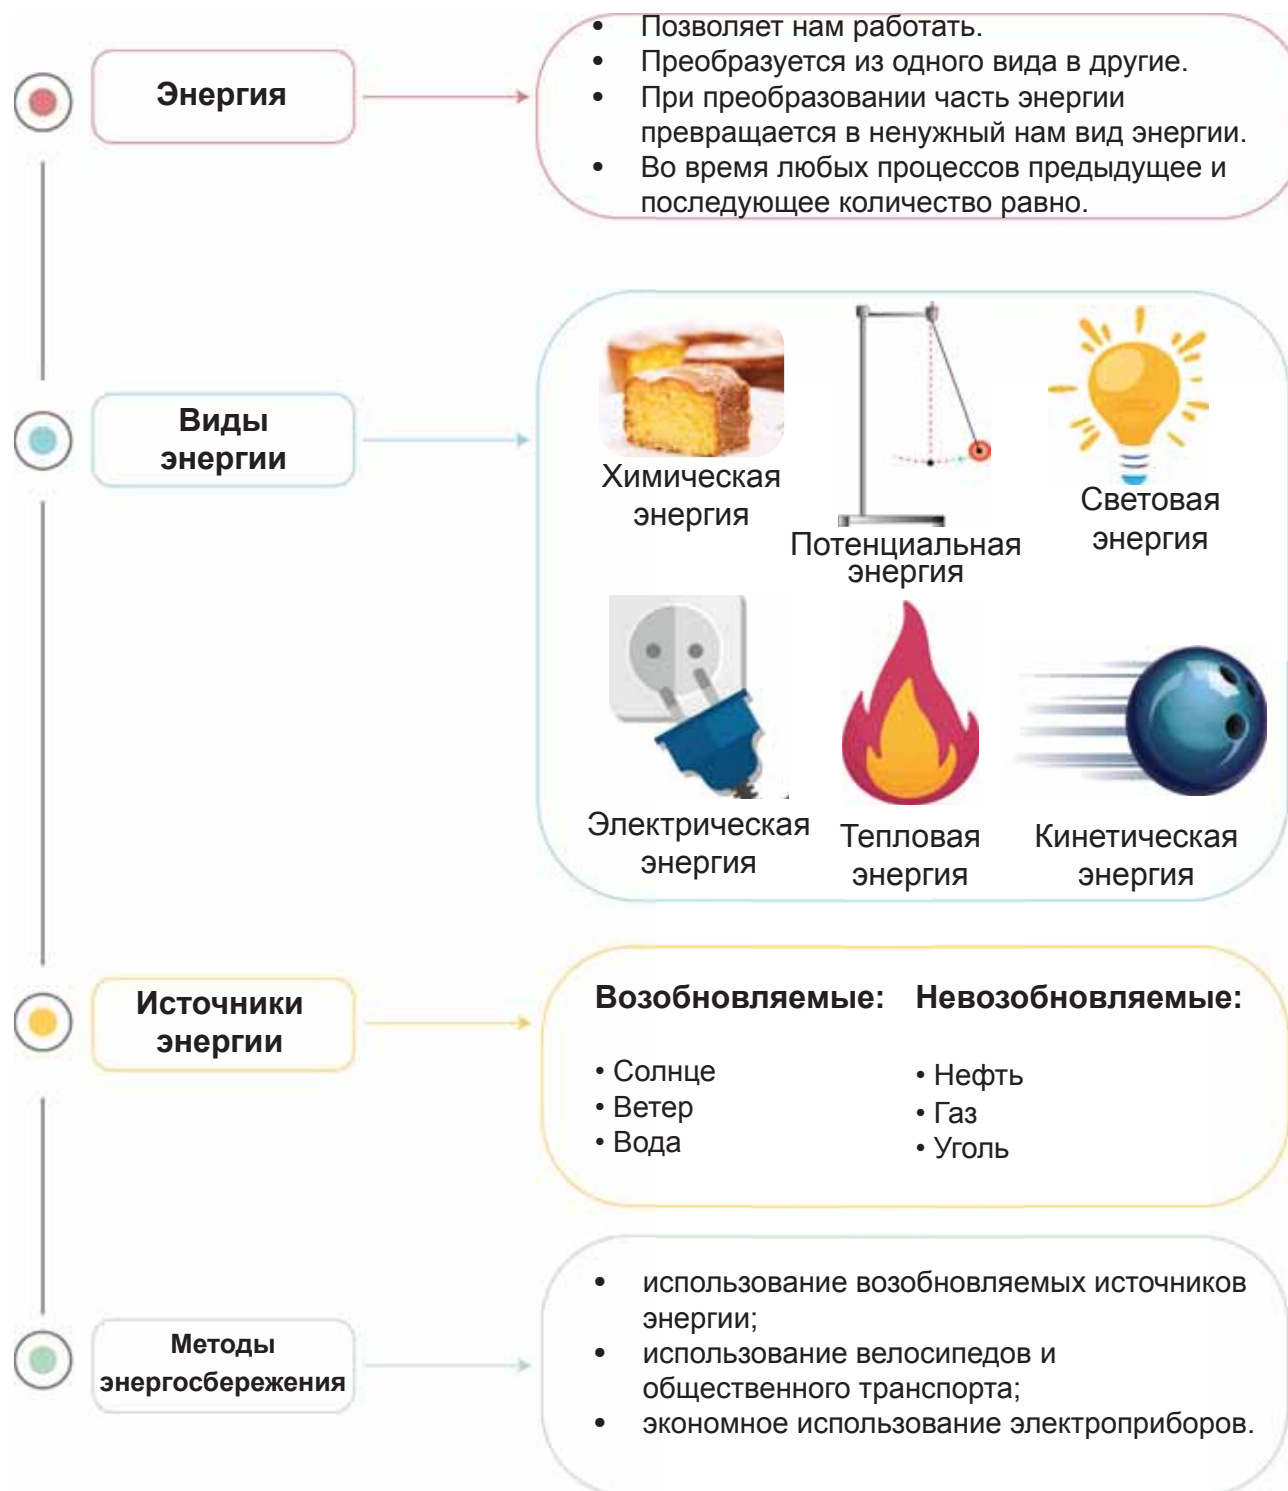 Энергия
• Позволяет нам работать.
• Преобразуется из одного вида в другие.
• При преобразовании часть энергии
превращается в ненужный нам вид энергии.
• Во время любых процессов предыдущее и
последующее количество равно.
Виды
энергии
Химическая
энергия
Потенциальная
энергия
Световая
энергия
Электрическая
энергия
Тепловая
энергия
Кинетическая
энергия
Источники
энергии
Возобновляемые:
• Солнце
• Ветер
• Вода
Невозобновляемые:
• Нефть
• Газ
• Уголь
Методы
энергосбережения
• использование возобновляемых источников
энергии;
• использование велосипедов и
общественного транспорта;
• экономное использование электроприборов.